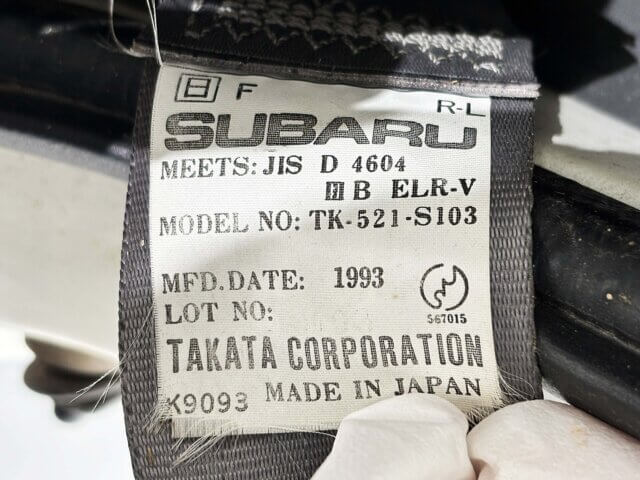 日 F
R-L
SUBARU
MEETS: JIS D 4604
B ELR-V
MODEL NO: TK-521-S103
MFD. DATE: 1993
LOT NO:
S67015
TAKATA CORPORATION
K9093 MADE IN JAPAN